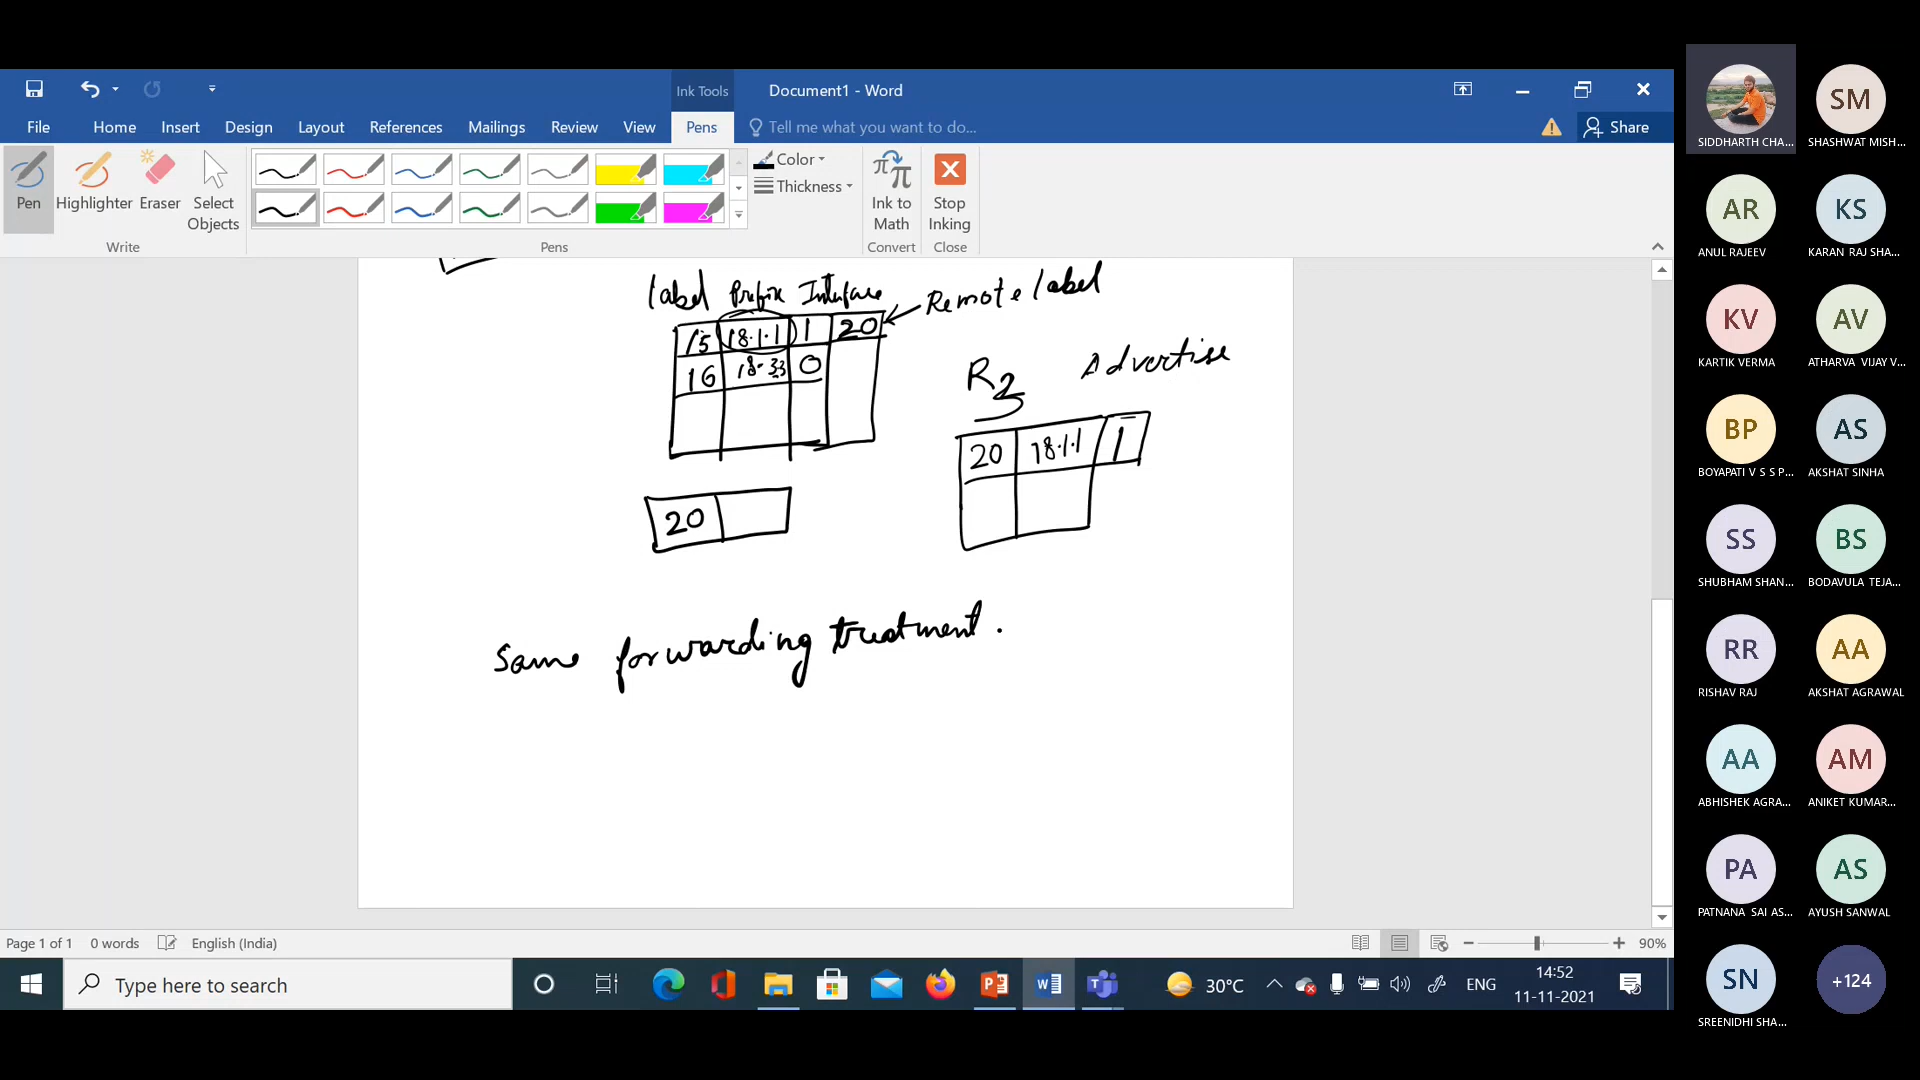 Ink Tools
Document1 - Word
File Home Insert Design Layout References Mailings Review View Pens Tell me what you want to do... Share
Pen Highlighter Eraser Select Objects
Color
Thickness
Ink to Math
Stop Inking
Write Pens Convert Close
label Prefix Interface
Remote label
15 18.1.1 1 20
16 18.33 0
R2 Advertise
20 18.1.1 1
20
Same forwarding treatment.
Page 1 of 1 0 words English (India) 90%
Type here to search
30°C ENG 14:52
11-11-2021
SIDDHARTH CHA...
SM
SHASHWAT MISH...
AR
ANUL RAJEEV
KS
KARAN RAJ SHA...
KV
KARTIK VERMA
AV
ATHARVA VIJAY V...
BP
BOYAPATI V S S P...
AS
AKSHAT SINHA
SS
SHUBHAM SHAN...
BS
BODAVULA TEJA...
RR
RISHAV RAJ
AA
AKSHAT AGRAWAL
AA
ABHISHEK AGRA...
AM
ANIKET KUMAR...
PA
PATNANA SAI AS...
AS
AYUSH SANWAL
SN
SREENIDHI SHA...
+124